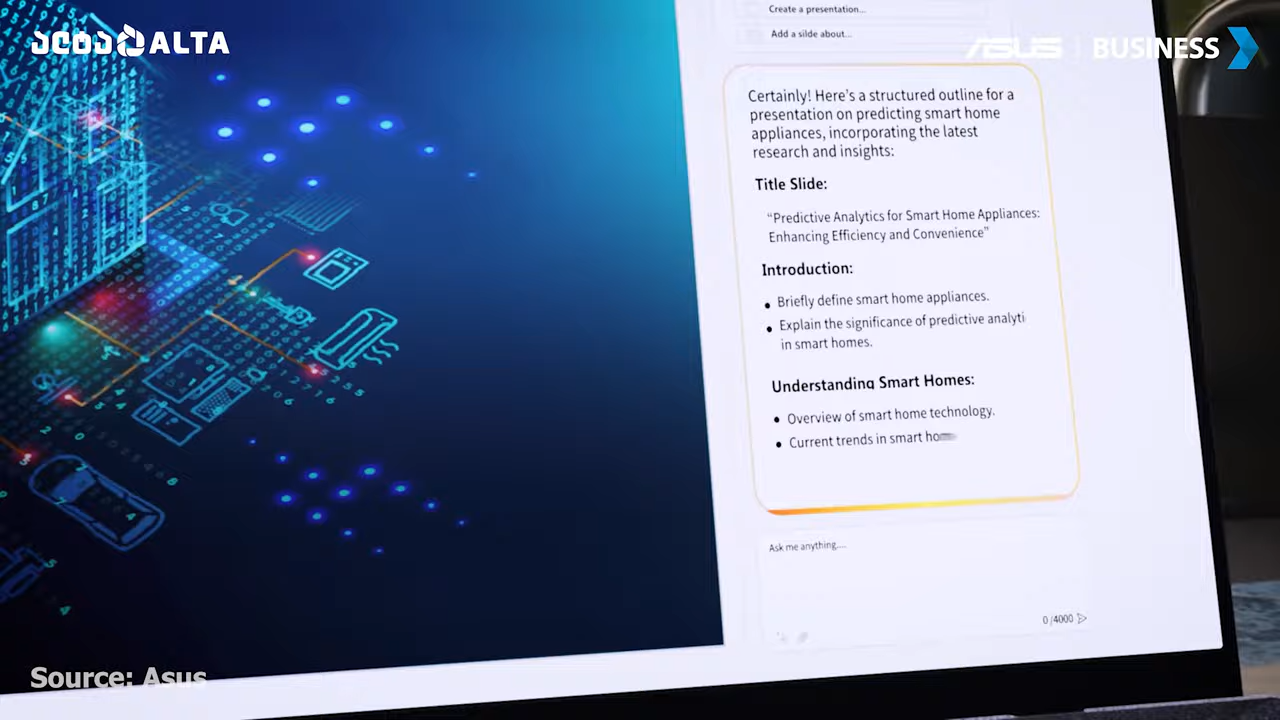 ალტა ALTA
ASUS BUSINESS
Create a presentation...
Add a silde about...
Certainly! Here's a structured outline for a
presentation on predicting smart home
appliances, incorporating the latest
research and insights:
Title Slide:
"Predictive Analytics for Smart Home Appliances:
Enhancing Efficiency and Convenience"
Introduction:
• Briefly define smart home appliances.
• Explain the significance of predictive analyti
in smart homes.
Understanding Smart Homes:
• Overview of smart home technology.
• Current trends in smart ho
Ask me anything....
0/4000
Source: Asus